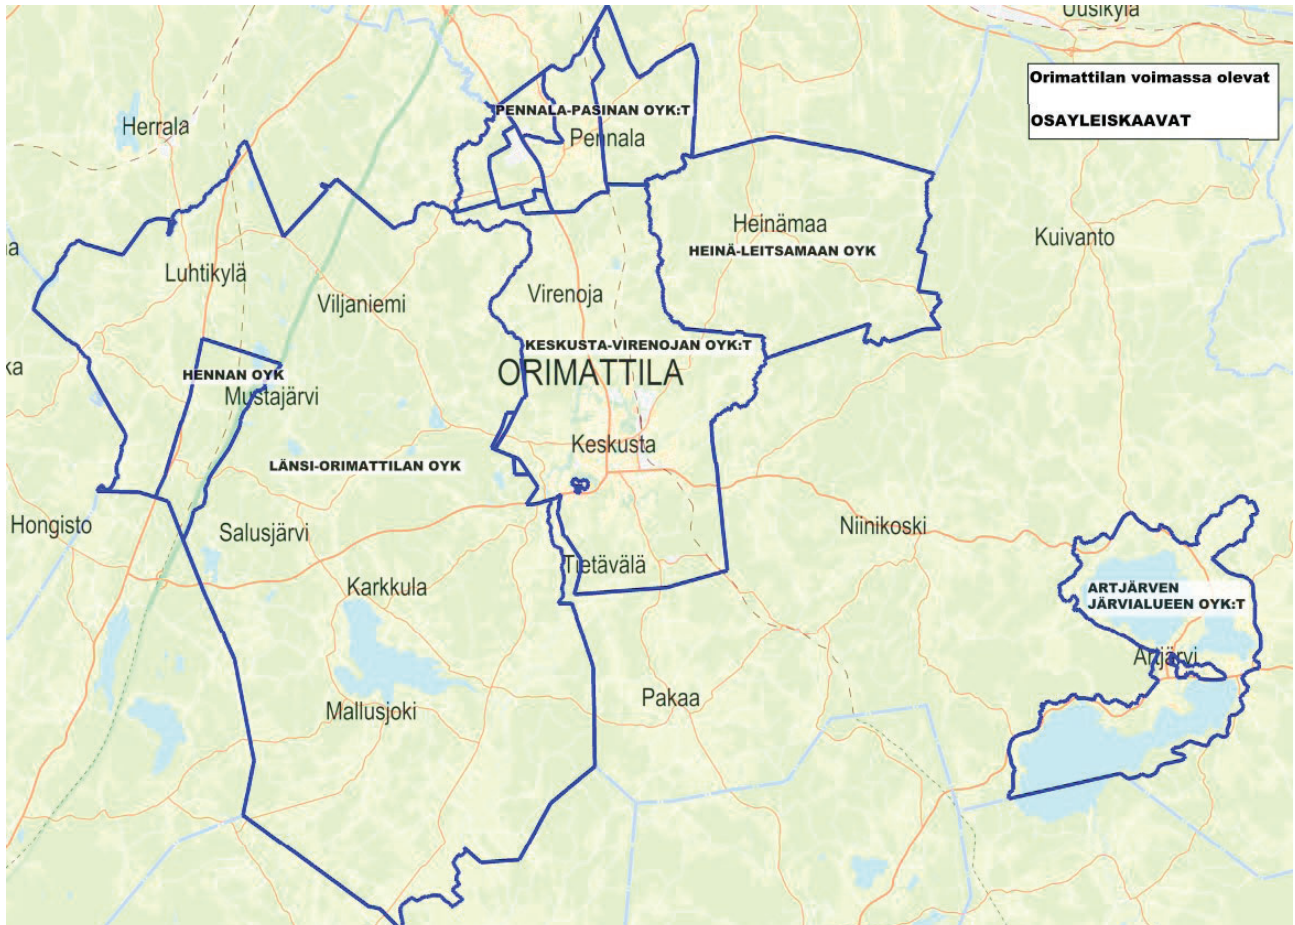 Uusikylä
Orimattilan voimassa olevat
OSAYLEISKAAVAT
PENNALA-PASINAN OYK:T
Herrala
Pennala
Heinämaa
HEINÄ-LEITSAMAAN OYK
Kuivanto
a
Luhtikylä
Viljaniemi
Virenoja
KESKUSTA-VIRENOJAN OYK:T
ka
HENNAN OYK
ORIMATTILA
Mustajärvi
Keskusta
LÄNSI-ORIMATTILAN OYK
Hongisto
Salusjärvi
Niinikoski
Tietävälä
Karkkula
ARTJÄRVEN
JÄRVIALUEEN OYK:T
Artjärvi
Pakaa
Mallusjoki